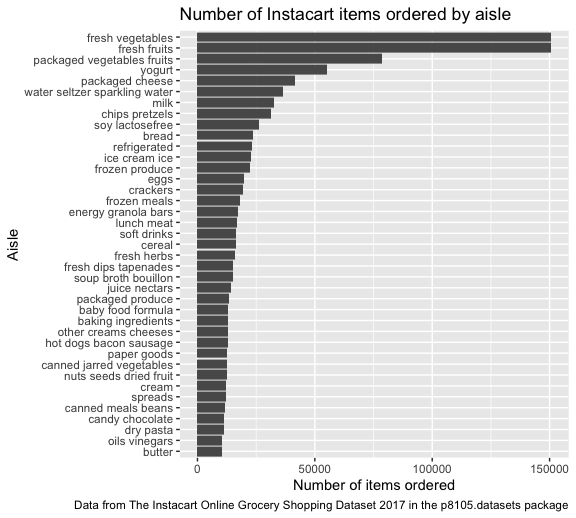 Number of Instacart items ordered by aisle
fresh vegetables
fresh fruits
packaged vegetables fruits
yogurt
packaged cheese
water seltzer sparkling water
milk
chips pretzels
soy lactosefree
bread
refrigerated
ice cream ice
frozen produce
eggs
crackers
frozen meals
energy granola bars
lunch meat
soft drinks
cereal
fresh herbs
fresh dips tapenades
soup broth bouillon
juice nectars
packaged produce
baby food formula
baking ingredients
other creams cheeses
hot dogs bacon sausage
paper goods
canned jarred vegetables
nuts seeds dried fruit
cream
spreads
canned meals beans
candy chocolate
dry pasta
oils vinegars
butter
Aisle
0 50000 100000 150000
Number of items ordered
Data from The Instacart Online Grocery Shopping Dataset 2017 in the p8105.datasets package